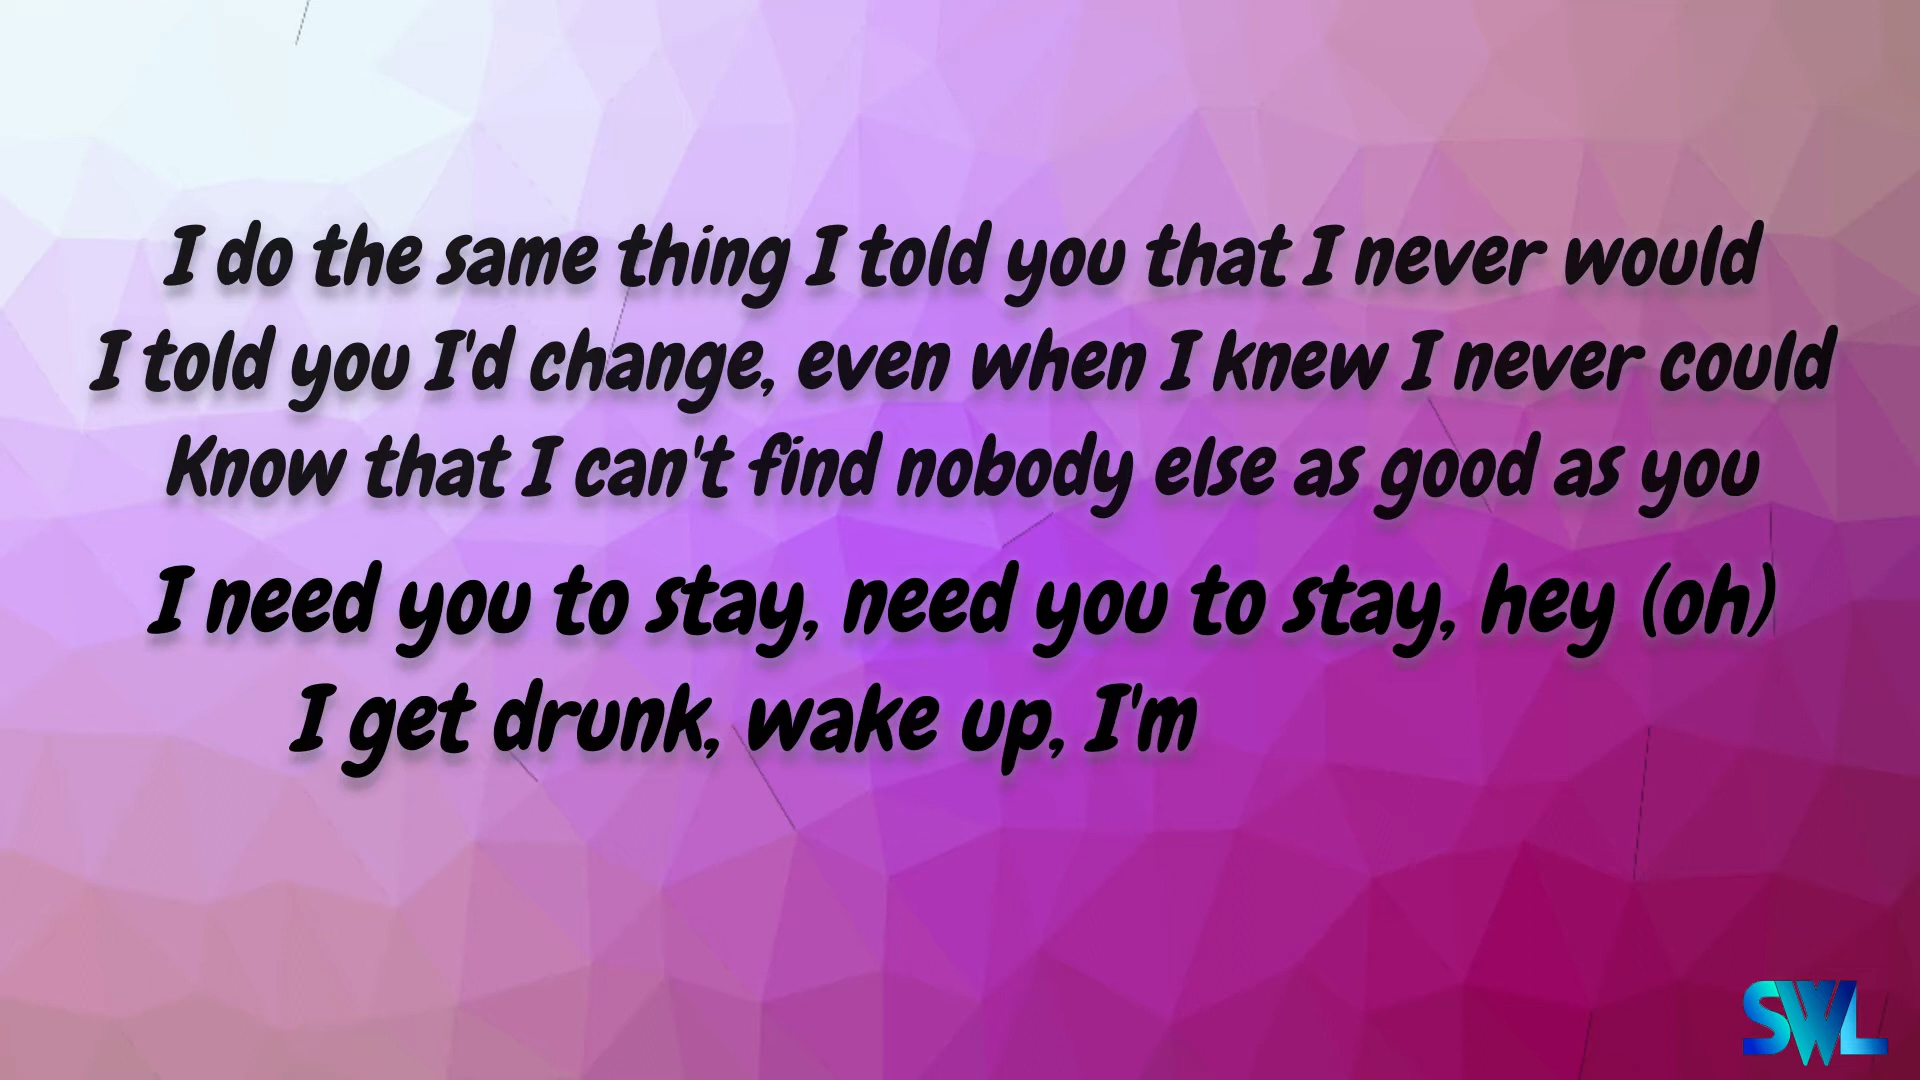 I do the same thing I told you that I never would
I told you I'd change, even when I knew I never could
Know that I can't find nobody else as good as you
I need you to stay, need you to stay, hey (oh)
I get drunk, wake up, I'm
SWL